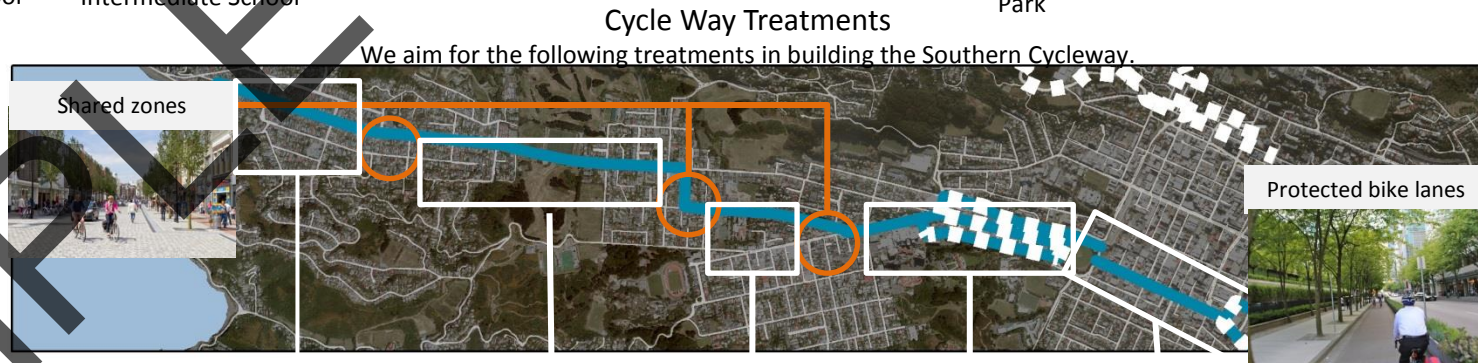 Intermediate School
Park
Cycle Way Treatments
We aim for the following treatments in building the Southern Cycleway.
Shared zones
Protected bike lanes